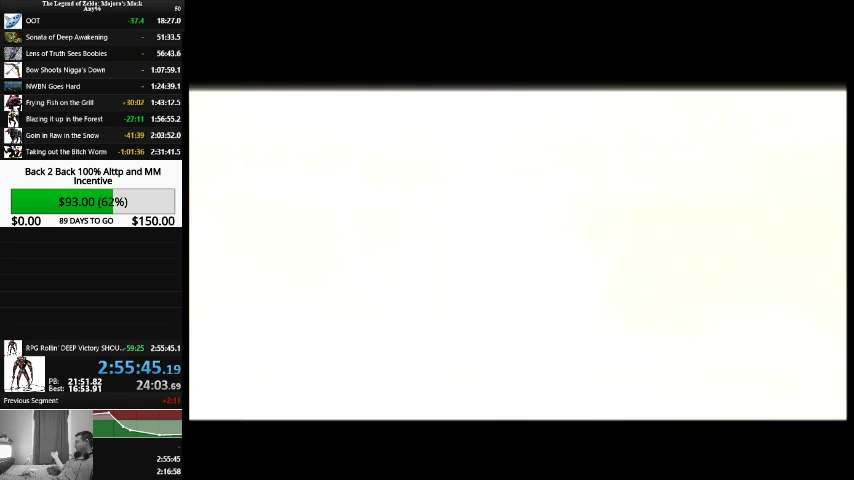 The Legend of Zelda: Majora's Mask
Any%
50
OOT -37.4 18:27.0
Sonata of Deep Awakening - 51:33.5
Lens of Truth Sees Boobies - 56:43.6
Bow Shoots Nigga's Down - 1:07:59.1
NWBN Goes Hard - 1:24:39.1
Frying Fish on the Grill +30:02 1:43:12.5
Blazing it up in the Forest -27:11 1:56:55.2
Goin in Raw in the Snow -41:39 2:03:52.0
Taking out the Bitch Worm -1:01:36 2:31:41.5
Back 2 Back 100% Alttp and MM
Incentive
$93.00 (62%)
$0.00 89 DAYS TO GO $150.00
RPG Rollin' DEEP Victory SHOU... -59:25 2:55:45.1
2:55:45.19
PB: 21:51.82
Best: 16:53.91
24:03.69
Previous Segment +2:11
-
2:55:45
2:16:58